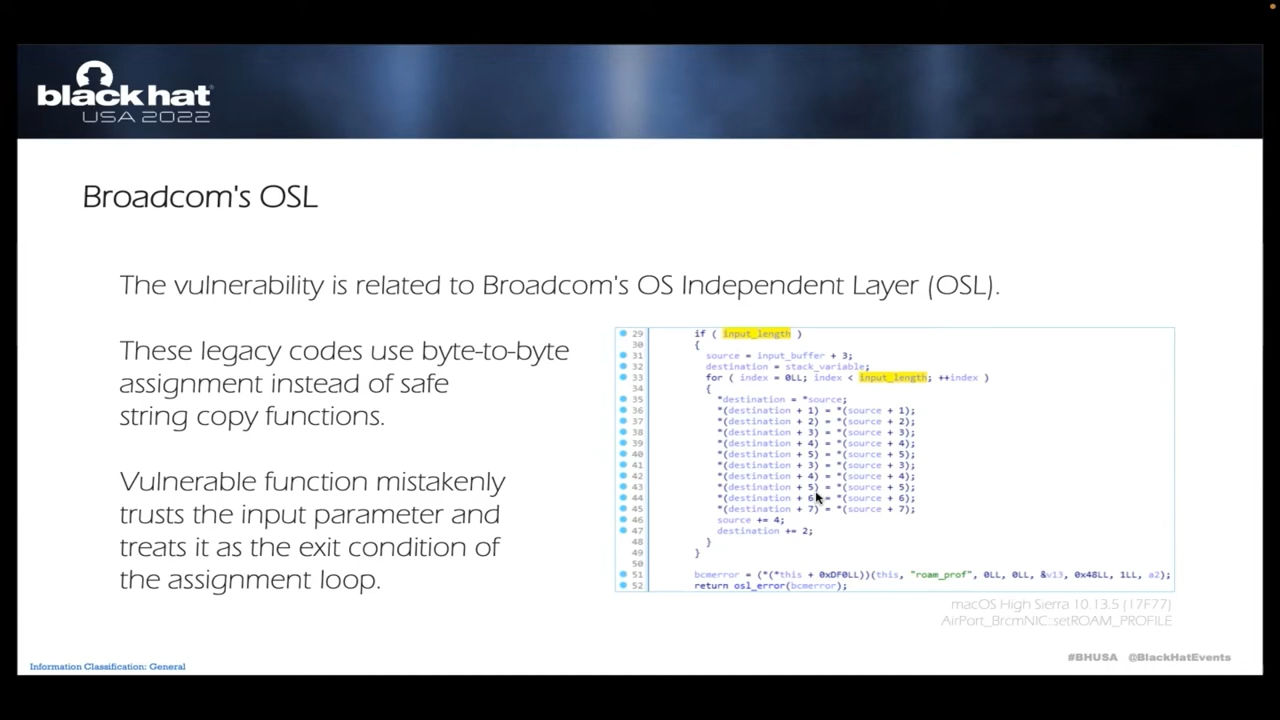 black hat
USA 2022
Broadcom's OSL
The vulnerability is related to Broadcom's OS Independent Layer (OSL).
These legacy codes use byte-to-byte
assignment instead of safe
string copy functions.
Vulnerable function mistakenly
trusts the input parameter and
treats it as the exit condition of
the assignment loop.
29 if ( input_length )
30 {
31 source = input_buffer + 3;
32 destination = stack_variable;
33 for ( index = 0LL; index < input_length; ++index )
34 {
35 *destination = *source;
36 *(destination + 1) = *(source + 1);
37 *(destination + 2) = *(source + 2);
38 *(destination + 3) = *(source + 3);
39 *(destination + 4) = *(source + 4);
40 *(destination + 5) = *(source + 5);
41 *(destination + 3) = *(source + 3);
42 *(destination + 4) = *(source + 4);
43 *(destination + 5) = *(source + 5);
44 *(destination + 6) = *(source + 6);
45 *(destination + 7) = *(source + 7);
46 source += 4;
47 destination += 2;
48 }
49 }
50
51 bcmerror = (*(*this + 0xDF0LL))(this, "roam_prof", 0LL, 0LL, &v13, 0x48LL, 1LL, a2);
52 return osl_error(bcmerror);
macOS High Sierra 10.13.5 (17F77)
AirPort_BrcmNIC::setROAM_PROFILE
#BHUSA @BlackHatEvents
Information Classification: General